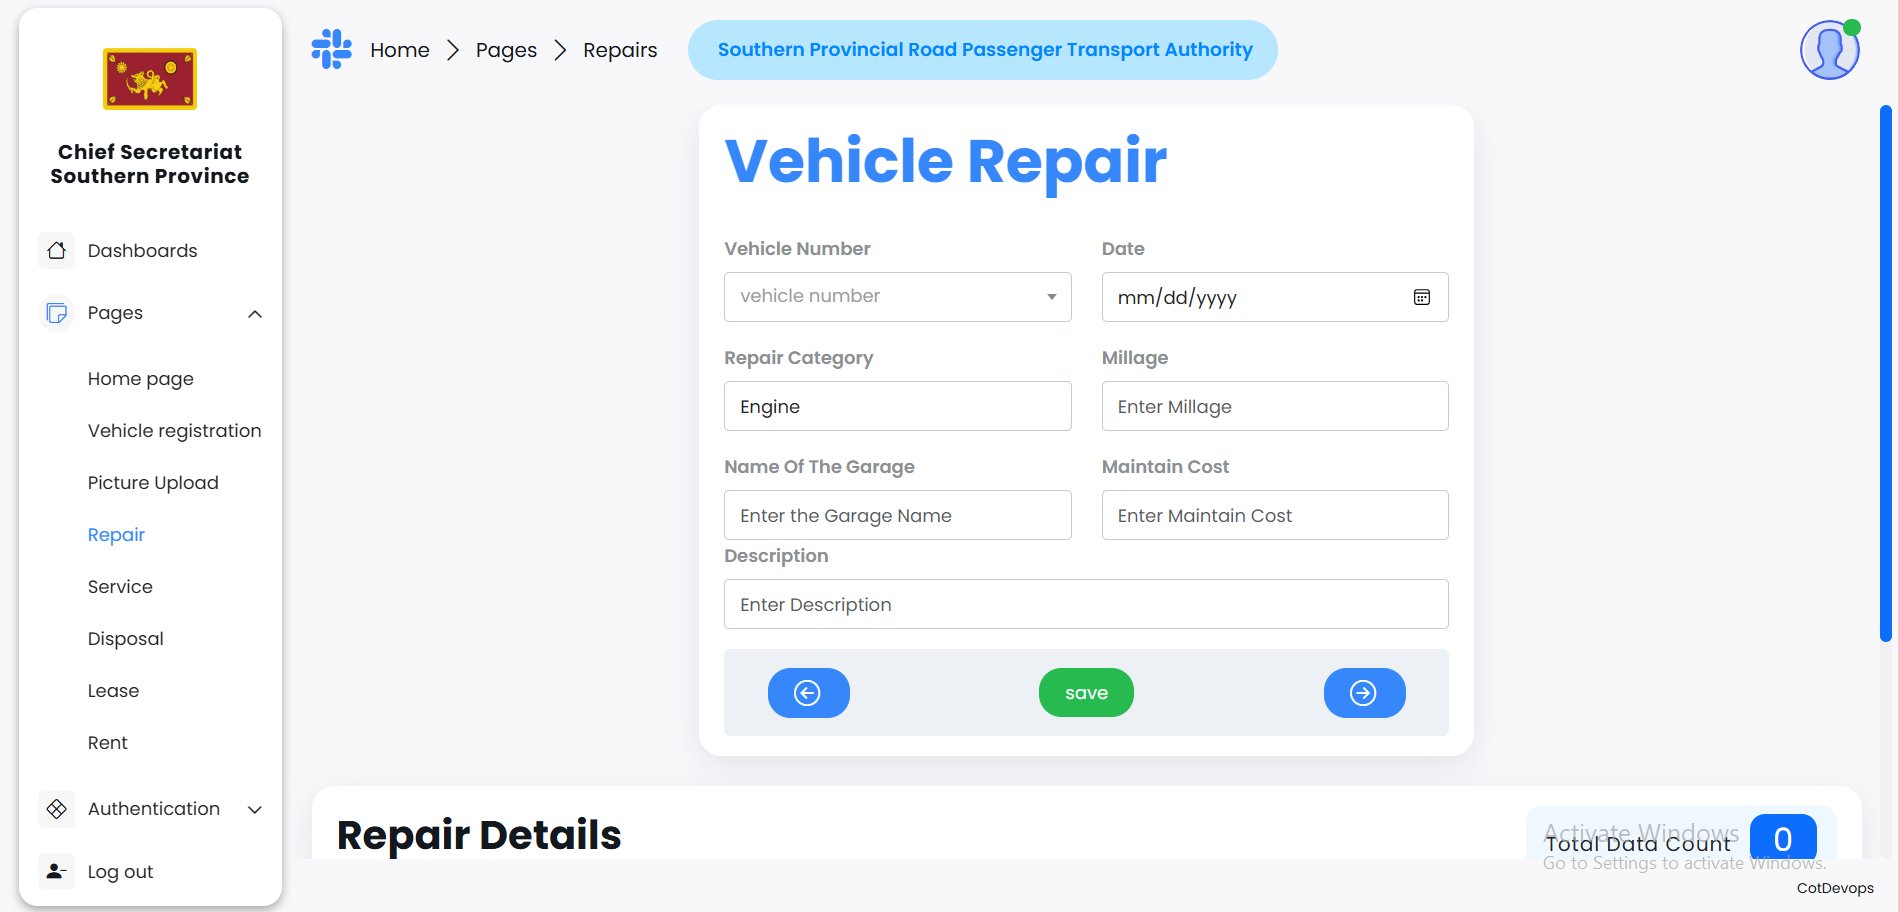 Chief Secretariat
Southern Province
Dashboards
Pages
Home page
Vehicle registration
Picture Upload
Repair
Service
Disposal
Lease
Rent
Authentication
Log out
Home
Pages
Repairs
Southern Provincial Road Passenger Transport Authority
Vehicle Repair
Vehicle Number
Date
vehicle number
mm/dd/yyyy
Repair Category
Millage
Engine
Enter Millage
Name Of The Garage
Maintain Cost
Enter the Garage Name
Enter Maintain Cost
Description
Enter Description
save
Repair Details
Total Data Count
0
Activate Windows
Go to Settings to activate Windows.
CotDevops